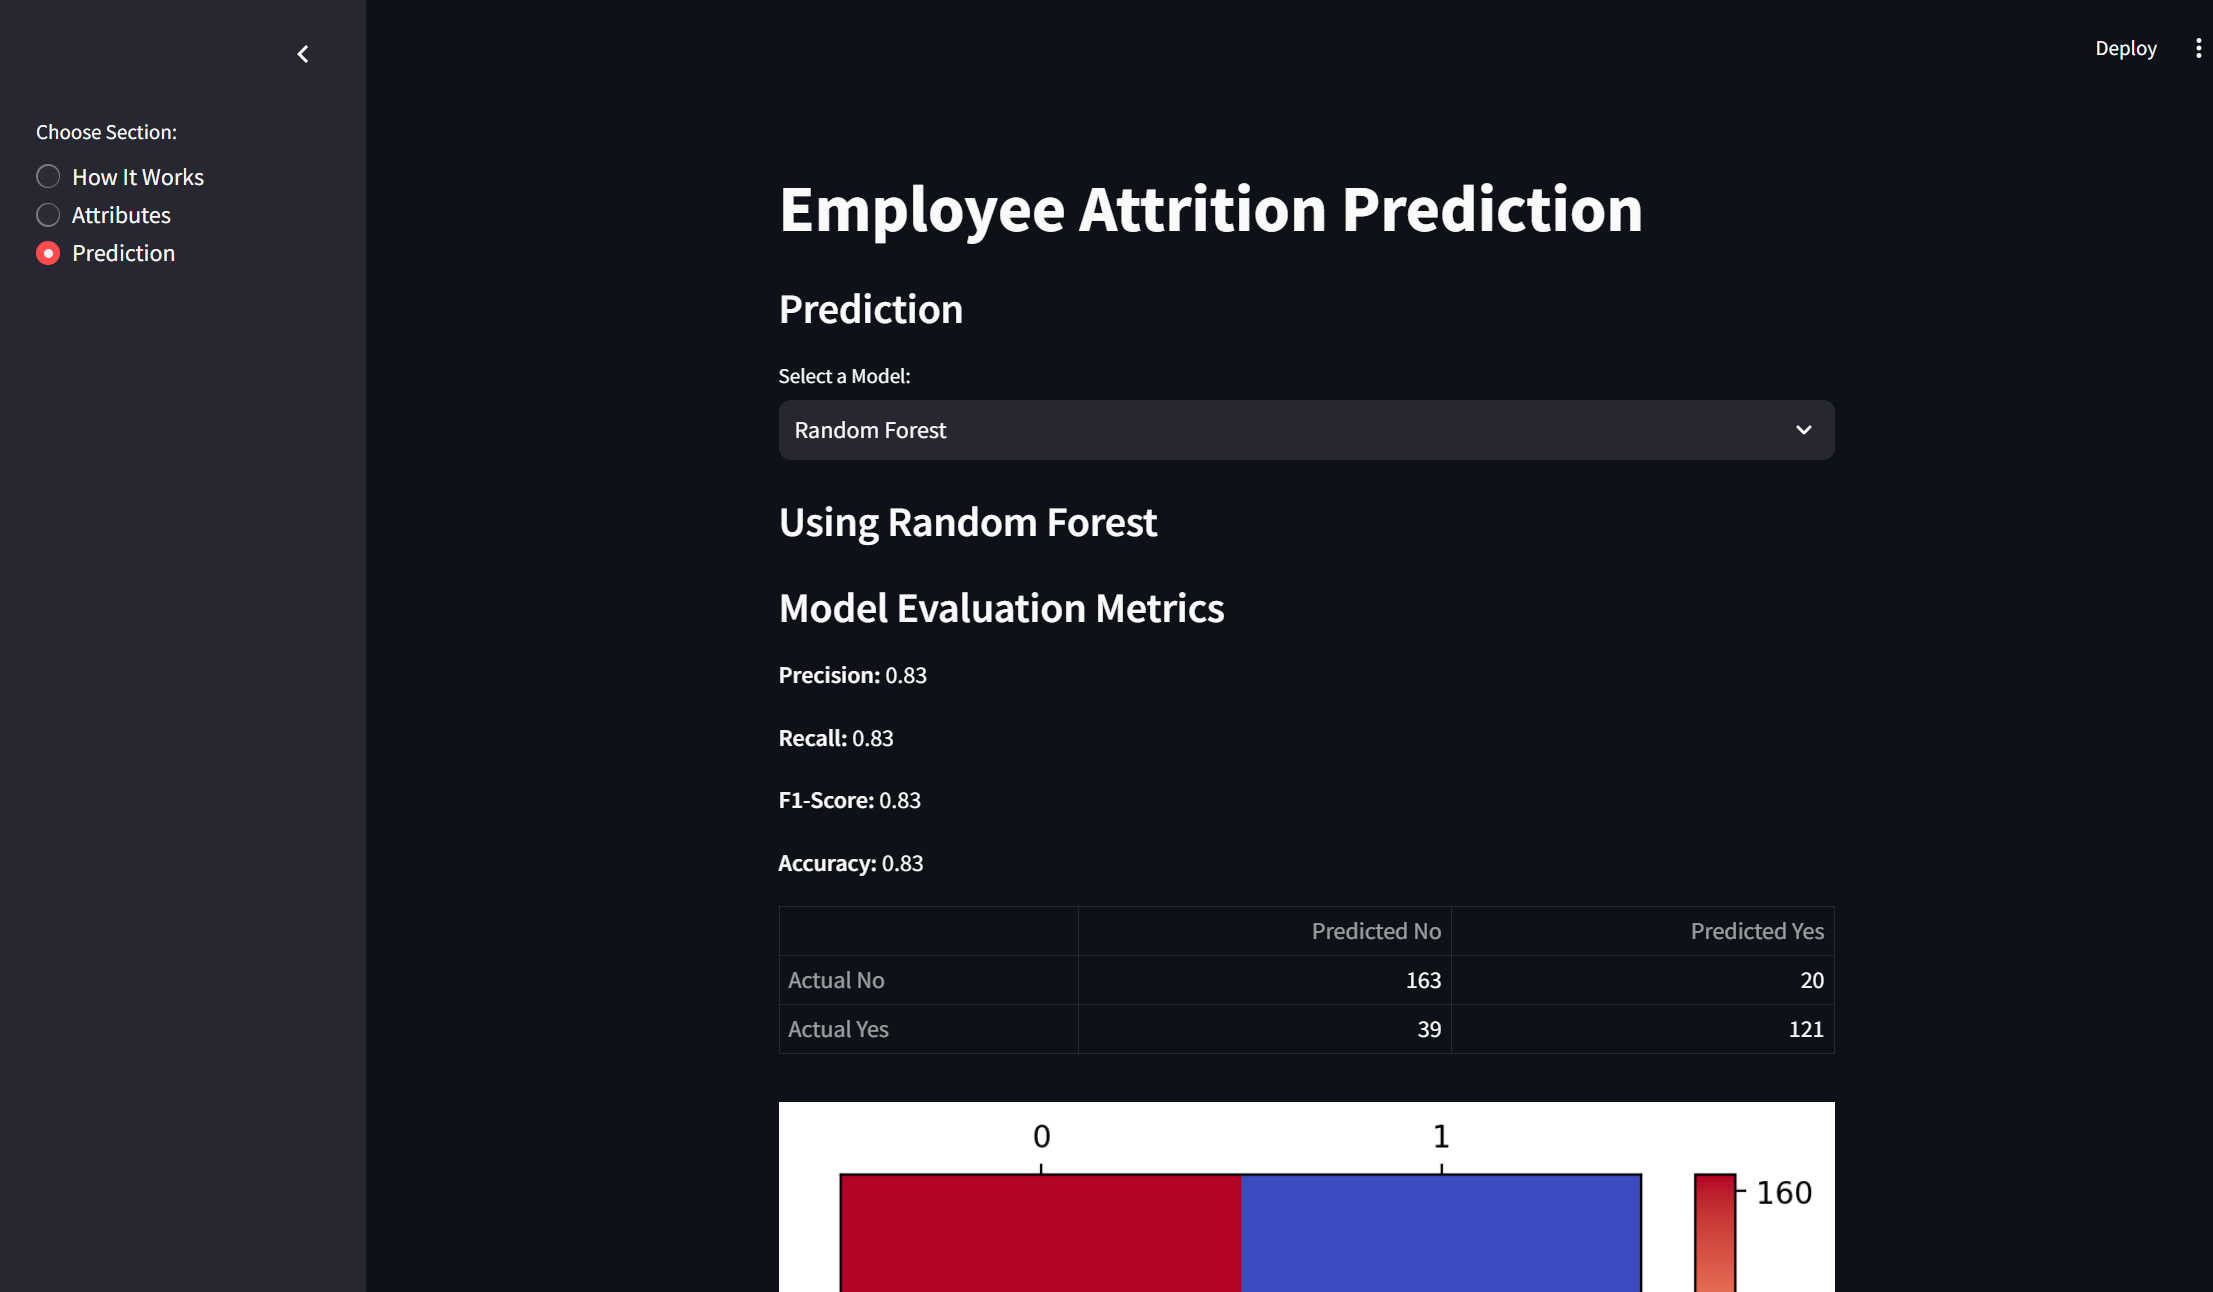 Deploy
Choose Section:
How It Works
Attributes
Prediction
Employee Attrition Prediction
Prediction
Select a Model:
Random Forest
Using Random Forest
Model Evaluation Metrics
Precision: 0.83
Recall: 0.83
F1-Score: 0.83
Accuracy: 0.83
Predicted No Predicted Yes
Actual No 163 20
Actual Yes 39 121
0 1
160